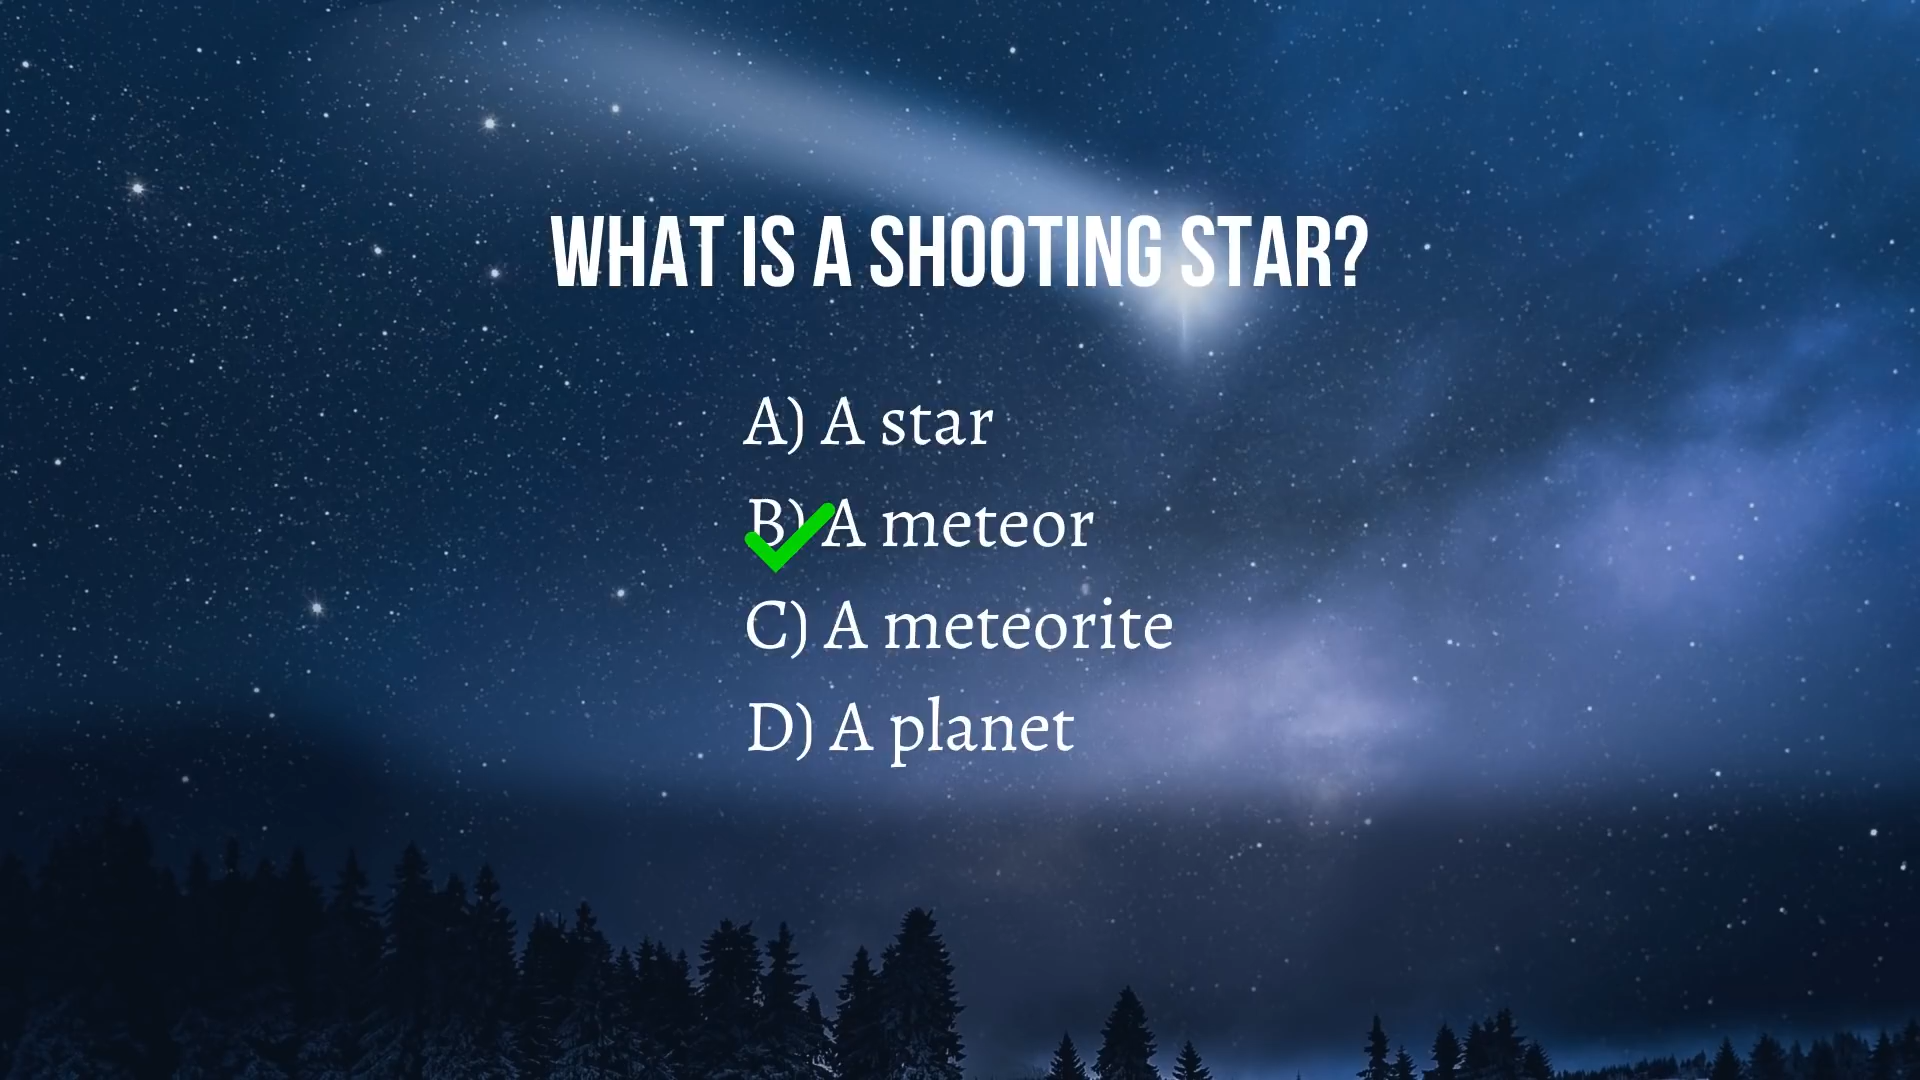 WHAT IS A SHOOTING STAR?
A) A star
B) A meteor
C) A meteorite
D) A planet